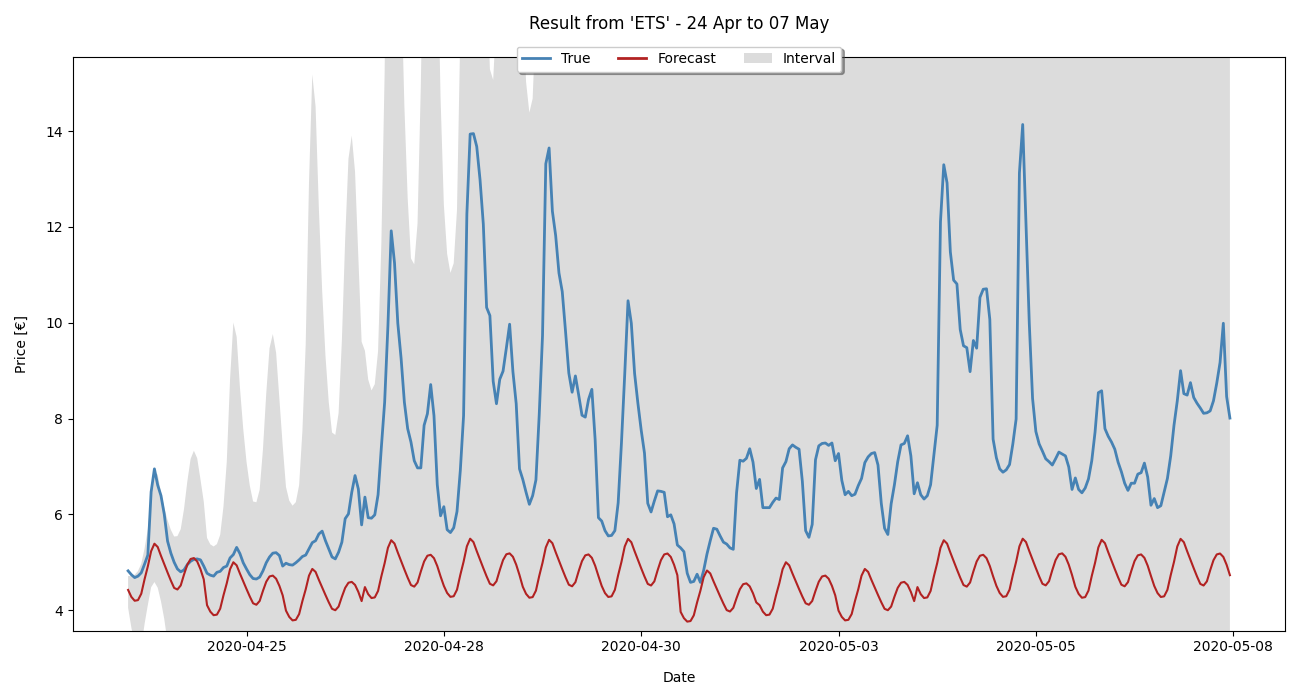 Result from 'ETS' - 24 Apr to 07 May
True Forecast Interval
14
12
10
8
6
4
Price [€]
2020-04-25 2020-04-28 2020-04-30 2020-05-03 2020-05-05 2020-05-08
Date